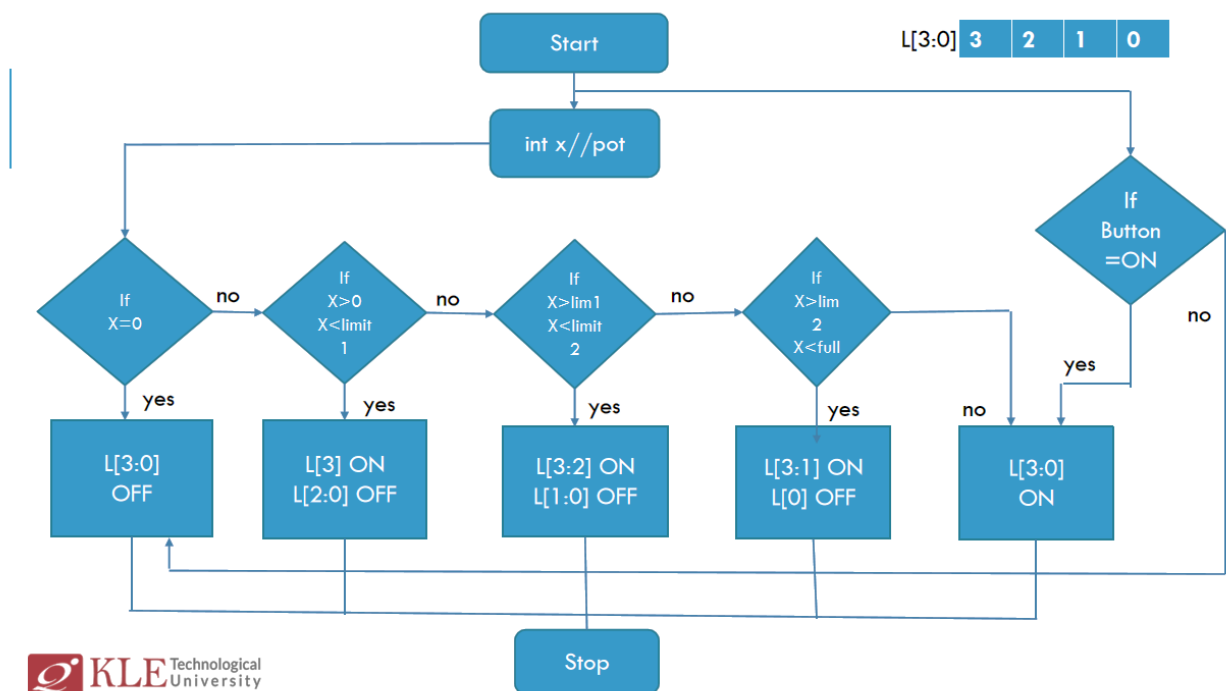 Start
L[3:0] 3 2 1 0
int x//pot
If
Button
=ON
If
X=0
no
If
X>0
X<limit
1
no
If
X>lim1
X<limit
2
no
If
X>lim
2
X<full
no
yes
yes
yes
yes
yes
no
L[3:0]
OFF
L[3] ON
L[2:0] OFF
L[3:2] ON
L[1:0] OFF
L[3:1] ON
L[0] OFF
L[3:0]
ON
Stop
KLE Technological
University